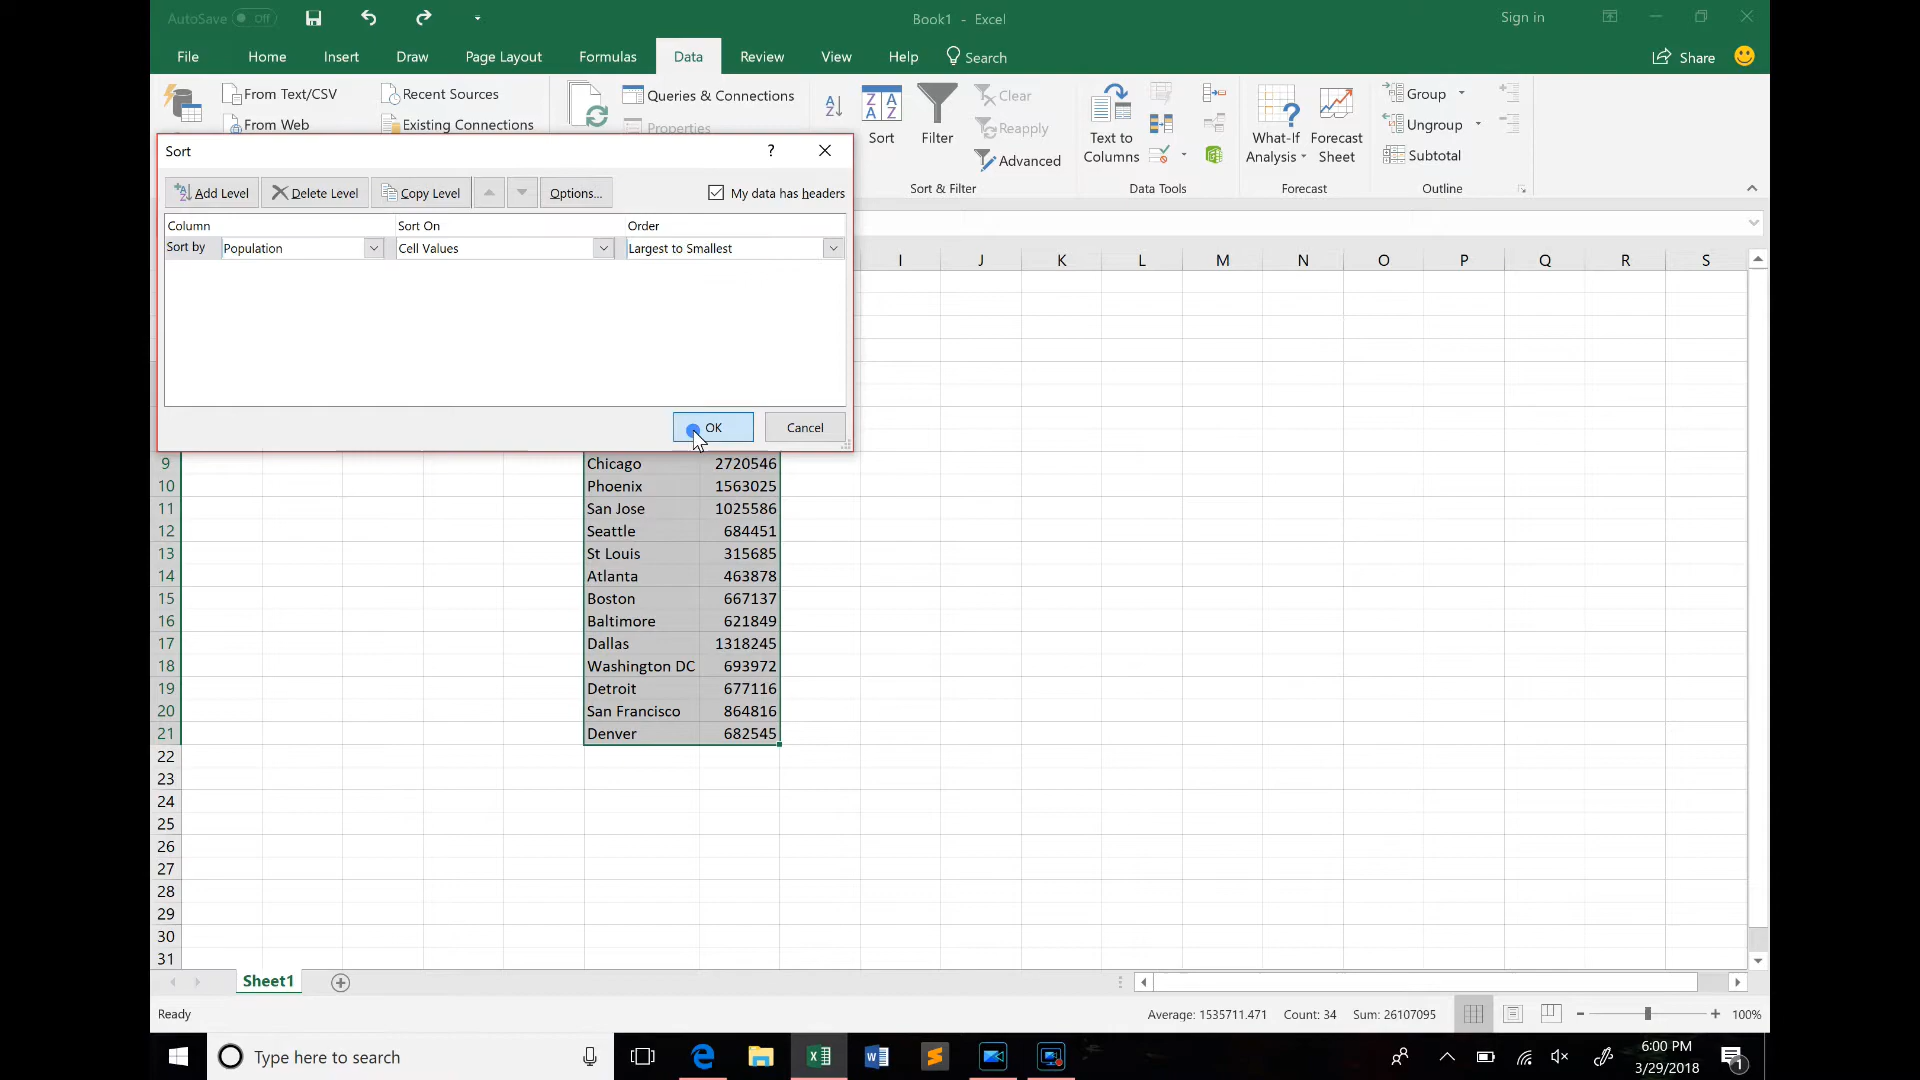 AutoSave Off
Book1 - Excel
Sign in
File Home Insert Draw Page Layout Formulas Data Review View Help Search
Share
From Text/CSV
From Web
Recent Sources
Existing Connections
Queries & Connections
Properties
Sort
Filter
Clear
Reapply
Advanced
Sort & Filter
Text to Columns
Data Tools
What-If Analysis
Forecast Sheet
Forecast
Group
Ungroup
Subtotal
Outline
Sort
?
Add Level Delete Level Copy Level Options... My data has headers
Column Sort On Order
Sort by Population Cell Values Largest to Smallest
OK Cancel
I J K L M N O P Q R S
9 Chicago 2720546
10 Phoenix 1563025
11 San Jose 1025586
12 Seattle 684451
13 St Louis 315685
14 Atlanta 463878
15 Boston 667137
16 Baltimore 621849
17 Dallas 1318245
18 Washington DC 693972
19 Detroit 677116
20 San Francisco 864816
21 Denver 682545
22
23
24
25
26
27
28
29
30
31
Sheet1
Ready Average: 1535711.471 Count: 34 Sum: 26107095 100%
Type here to search
6:00 PM
3/29/2018
1